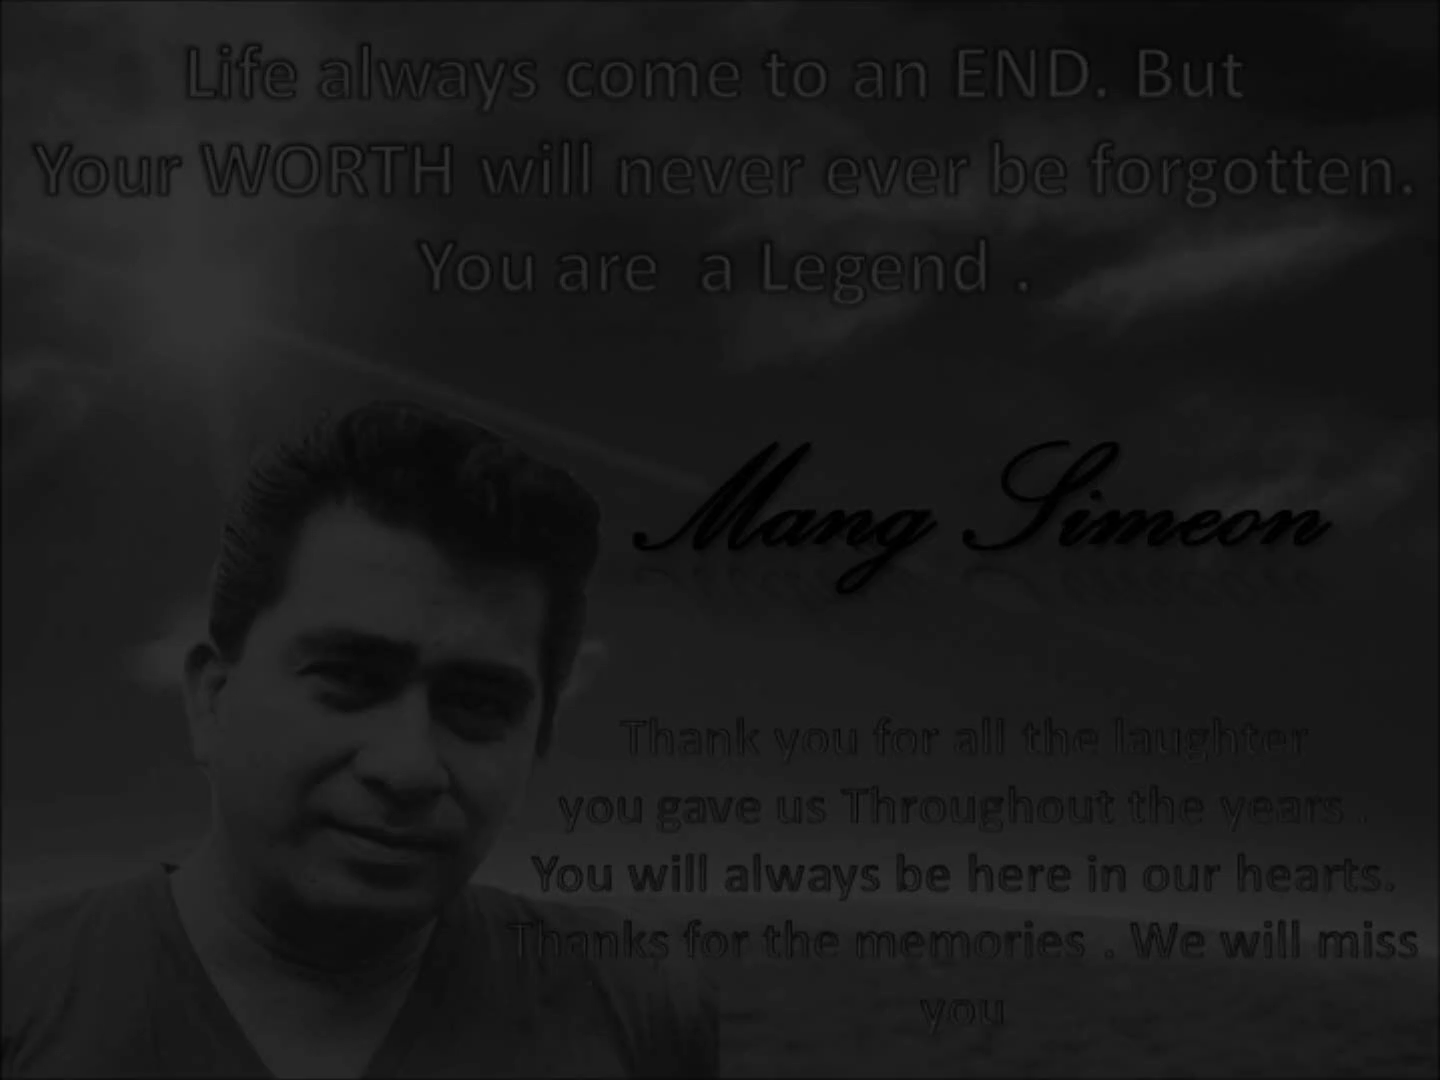 Life always come to an END. But
Your WORTH will never ever be forgotten.
You are a Legend .
Mang Simeon
Thank you for all the laughter
you gave us Throughout the years .
You will always be here in our hearts.
Thanks for the memories . We will miss
you